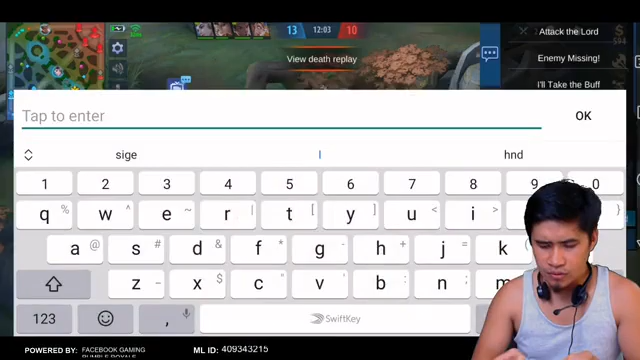 13 12:03 10
View death replay
Attack the Lord
Enemy Missing!
I'll Take the Buff
Tap to enter
OK
sige I hnd
1 2 3 4 5 6 7 8 9 0
q % w ^ e ~ r | t [ y ] u < i > }
a @ s # d & f * g - h + j = k (
z - x $ c " v : b ; n m
123 , SwiftKey
POWERED BY: FACEBOOK GAMING
RUMBLE ROYALE
ML ID: 409343215